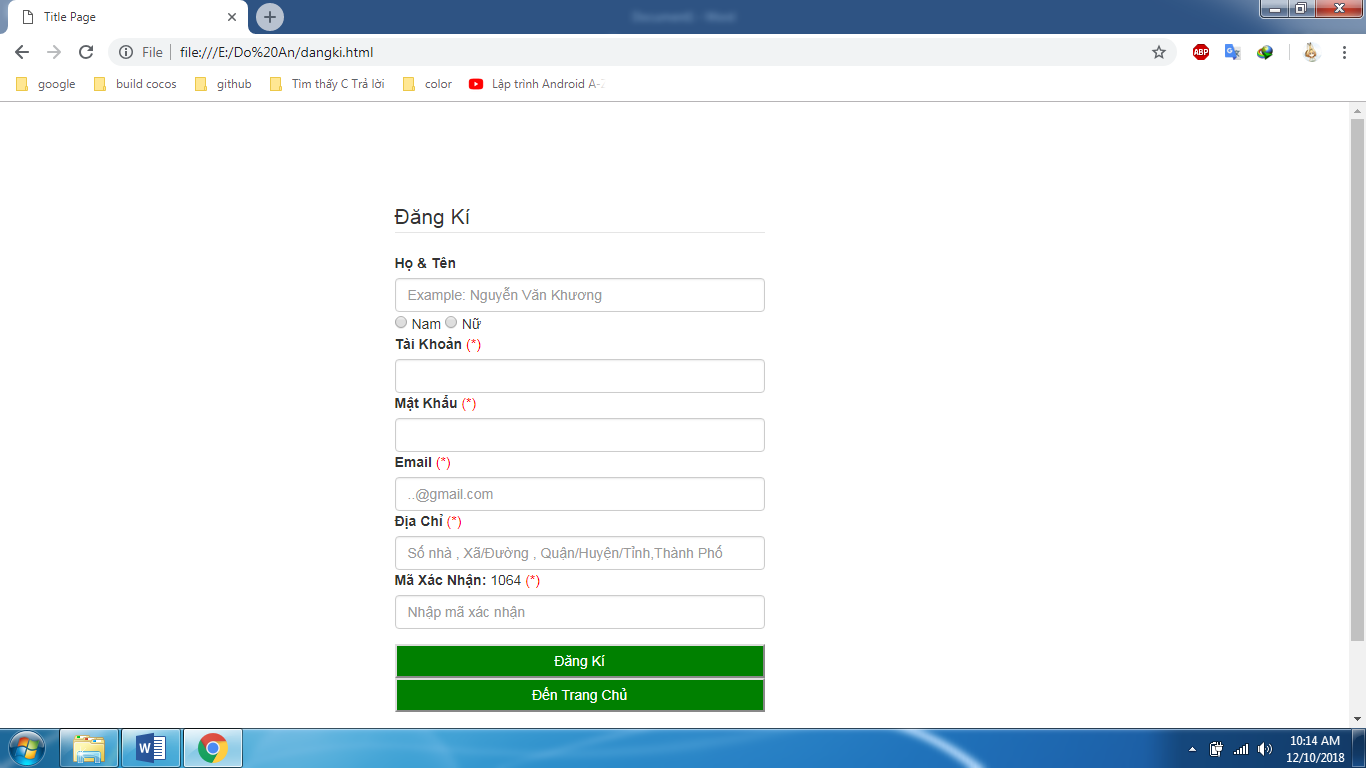 Title Page
File file:///E:/Do%20An/dangki.html
ABP
google build cocos github Tìm thấy C Trả lời color Lập trình Android A-
Đăng Kí
Họ & Tên
Example: Nguyễn Văn Khương
Nam Nữ
Tài Khoản (*)
Mật Khẩu (*)
Email (*)
..@gmail.com
Địa Chỉ (*)
Số nhà , Xã/Đường , Quận/Huyện/Tỉnh,Thành Phố
Mã Xác Nhận: 1064 (*)
Nhập mã xác nhận
Đăng Kí
Đến Trang Chủ
10:14 AM
12/10/2018